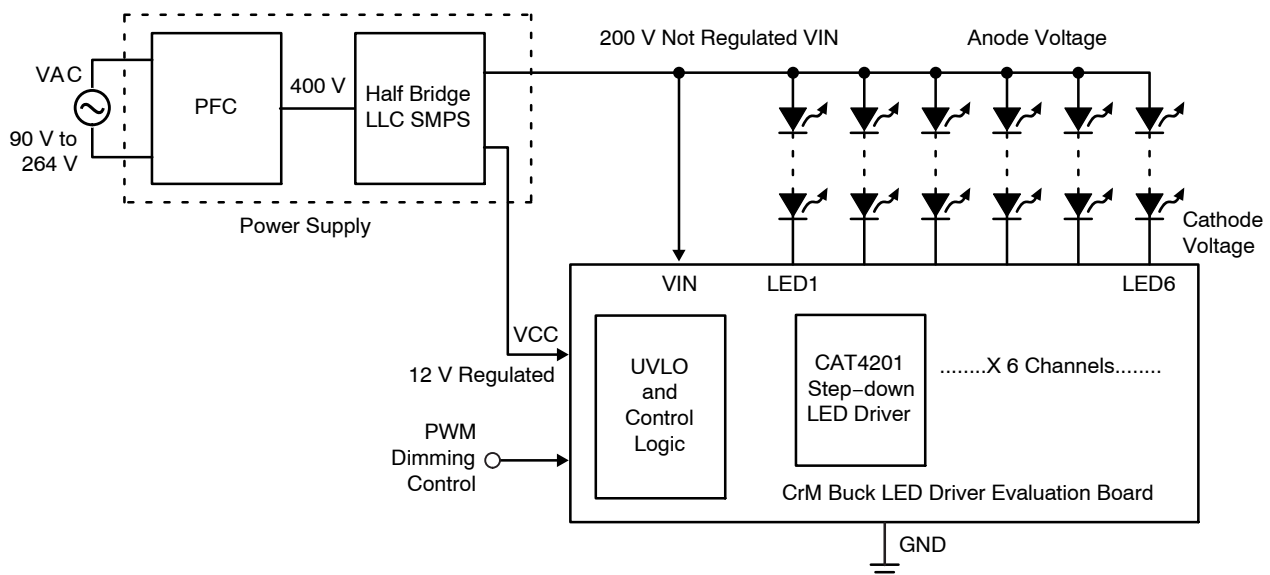 VAC
90 V to
264 V
PFC
400 V
Half Bridge
LLC SMPS
Power Supply
200 V Not Regulated VIN
Anode Voltage
Cathode
Voltage
VIN
LED1
LED6
VCC
12 V Regulated
PWM
Dimming
Control
UVLO
and
Control
Logic
CAT4201
Step−down
LED Driver
........X 6 Channels........
CrM Buck LED Driver Evaluation Board
GND